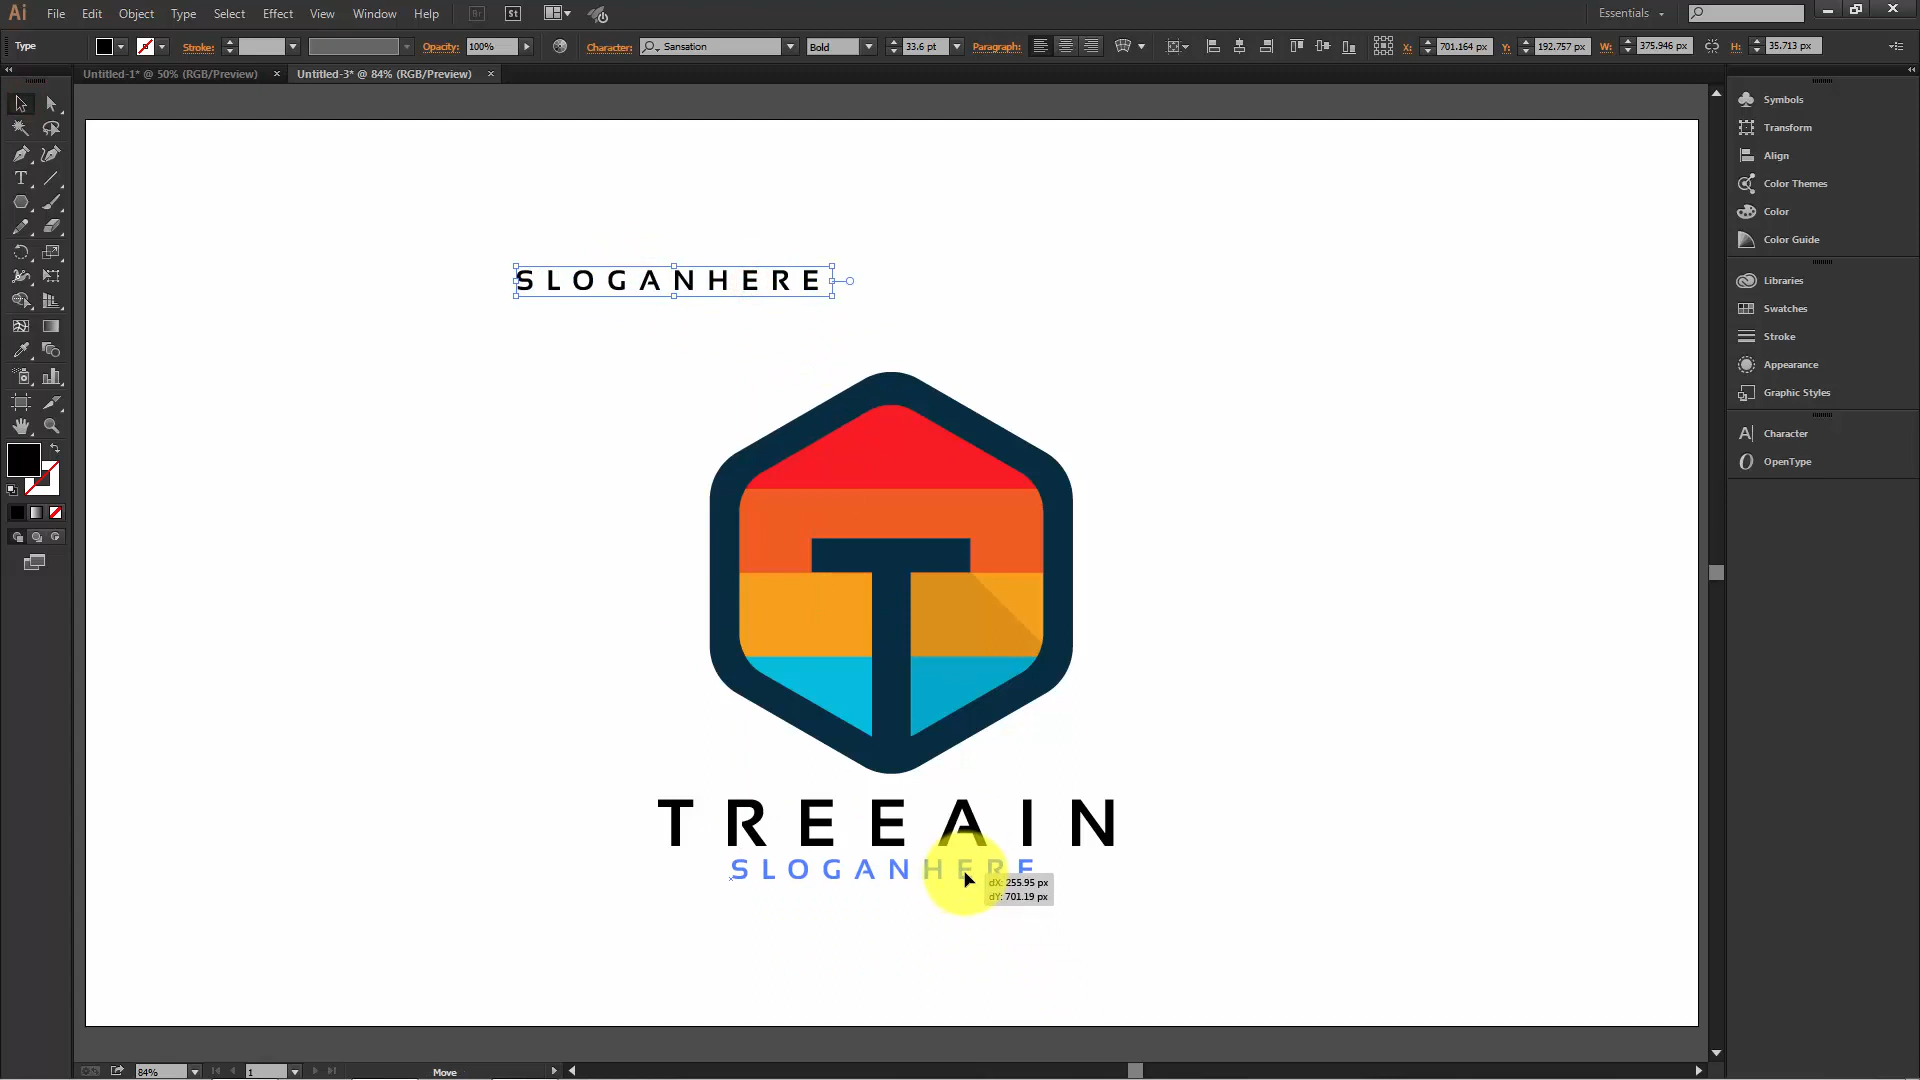 Ai File Edit Object Type Select Effect View Window Help Br St Essentials
Type Stroke: Opacity: 100% Character: Sansation Bold 33.6 pt Paragraph: X: 701.164 px Y: 192.757 px W: 375.946 px H: 35.713 px
Untitled-1* @ 50% (RGB/Preview) × Untitled-3* @ 84% (RGB/Preview) ×
Symbols
Transform
Align
Color Themes
Color
Color Guide
Libraries
Swatches
Stroke
Appearance
Graphic Styles
A Character
O OpenType
SLOGANHERE
T
TREEAIN
SLOGANHERE
dX: 255.95 px
dY: 701.19 px
84% 1 Move